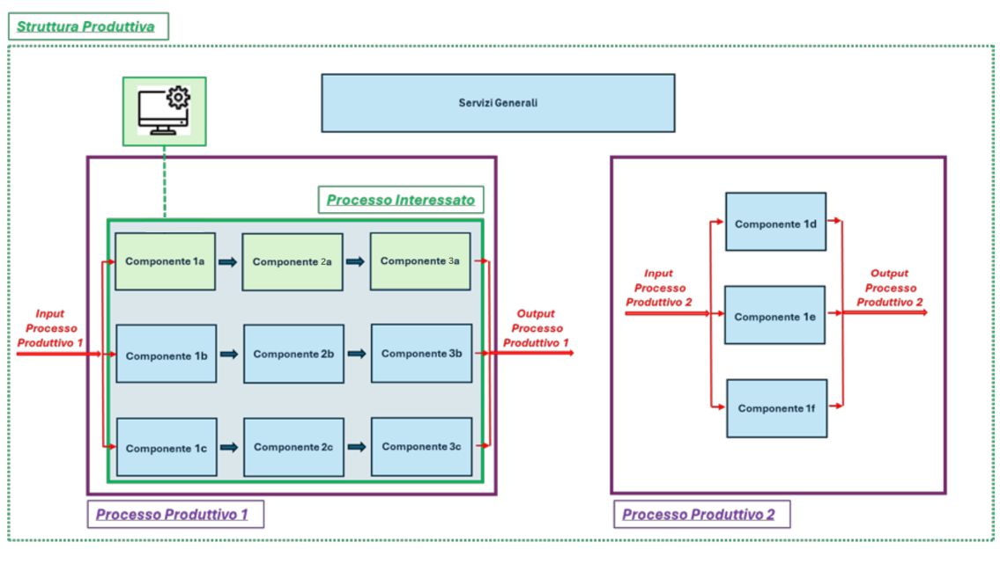 Struttura Produttiva
Servizi Generali
Processo Interessato
Componente 1a
Componente 2a
Componente 3a
Input
Processo
Produttivo 1
Componente 1b
Componente 2b
Componente 3b
Output
Processo
Produttivo 1
Componente 1c
Componente 2c
Componente 3c
Processo Produttivo 1
Componente 1d
Input
Processo
Produttivo 2
Componente 1e
Output
Processo
Produttivo 2
Componente 1f
Processo Produttivo 2